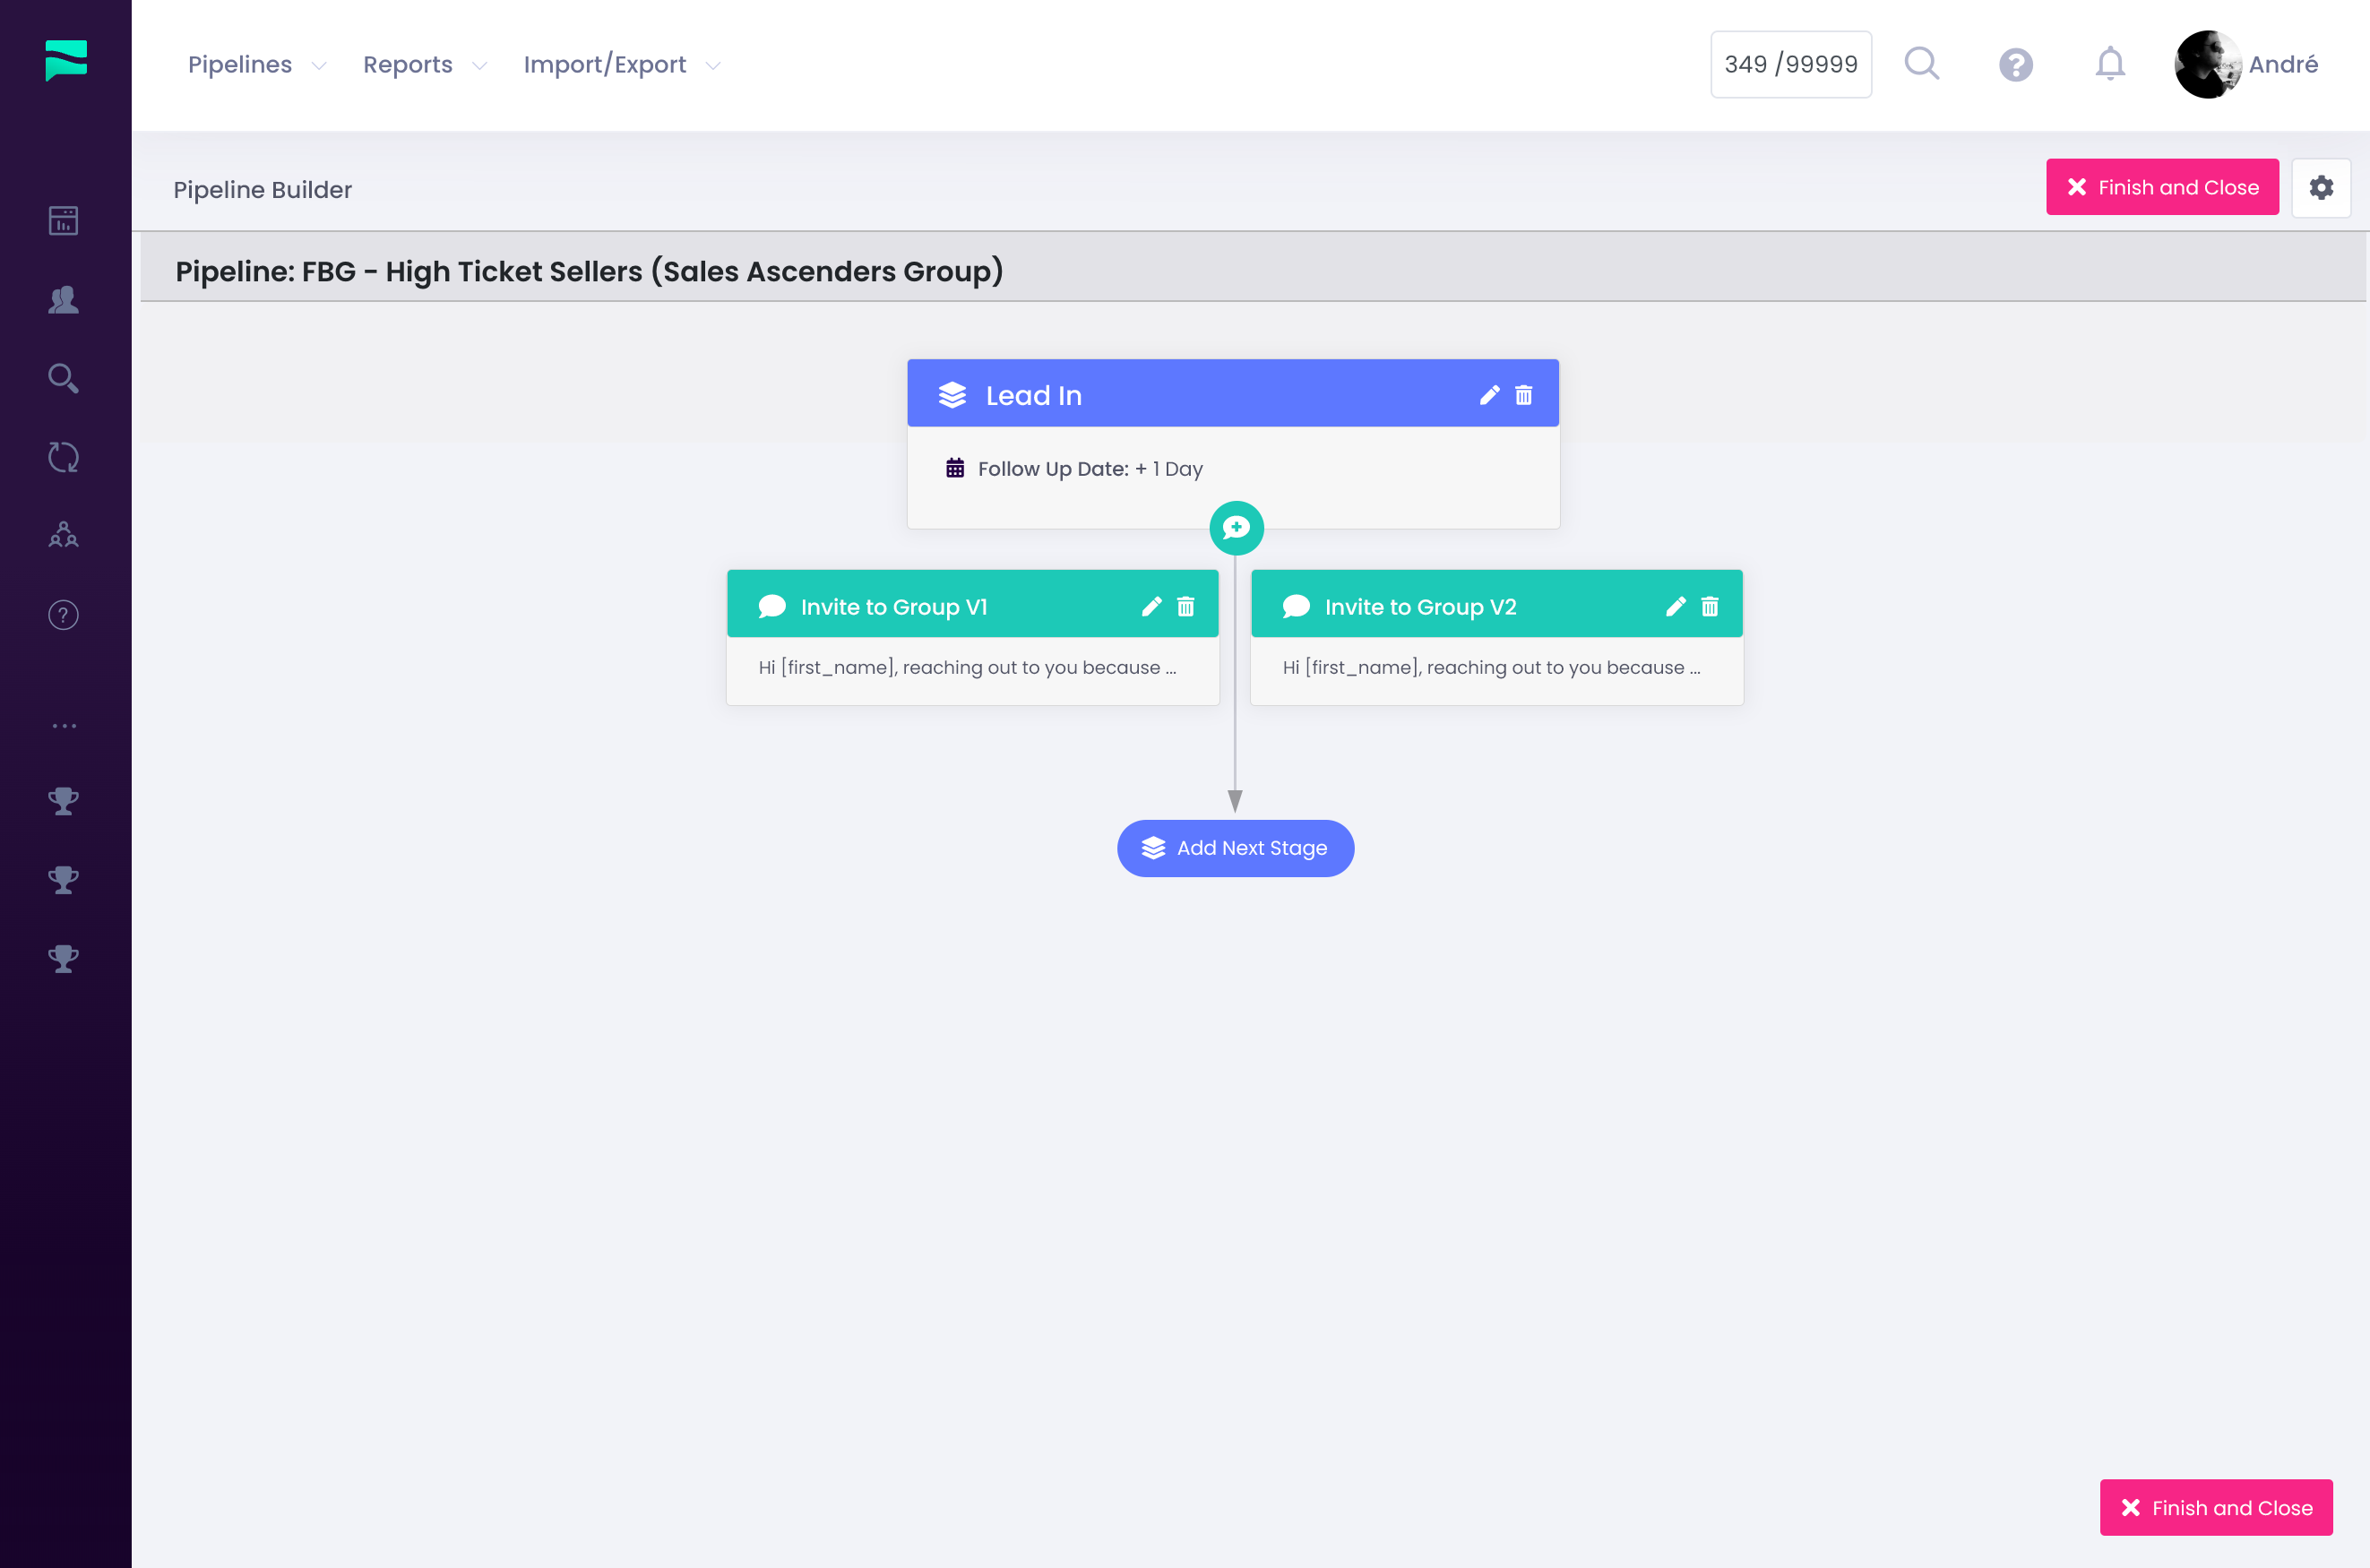 Pipelines
Reports
Import/Export
349 /99999
André
Pipeline Builder
Finish and Close
Pipeline: FBG - High Ticket Sellers (Sales Ascenders Group)
Lead In
Follow Up Date: + 1 Day
Invite to Group V1
Invite to Group V2
Hi [first_name], reaching out to you because ...
Hi [first_name], reaching out to you because ...
Add Next Stage
Finish and Close